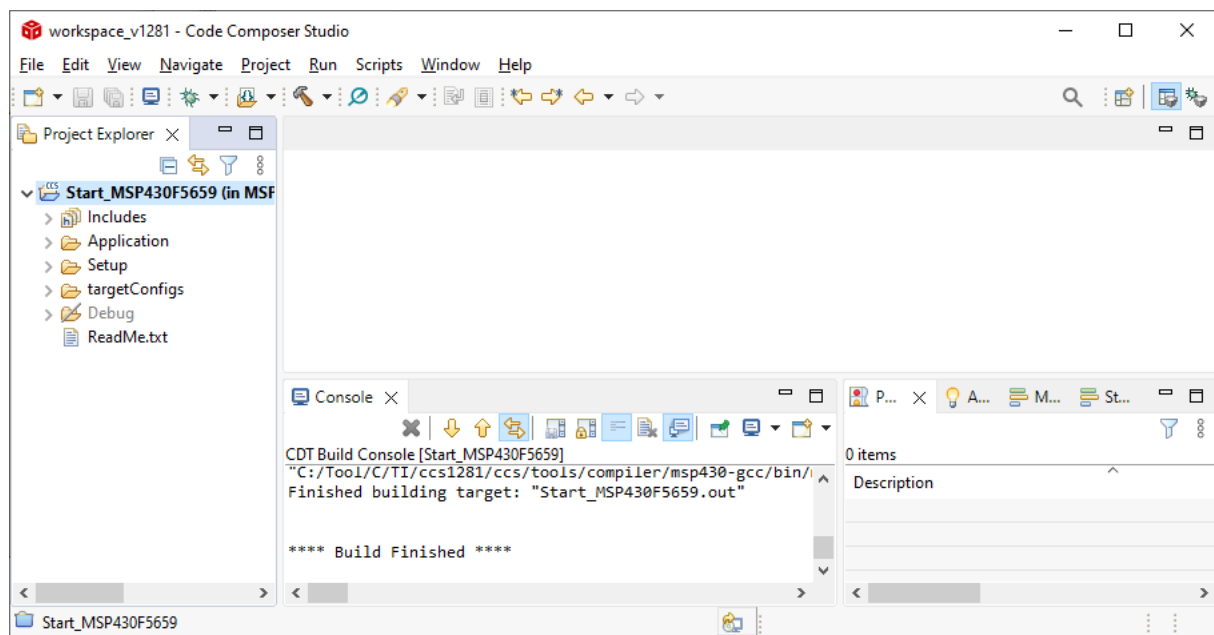 workspace_v1281 - Code Composer Studio
File Edit View Navigate Project Run Scripts Window Help
Project Explorer
Start_MSP430F5659 (in MSP
Includes
Application
Setup
targetConfigs
Debug
ReadMe.txt
Console
CDT Build Console [Start_MSP430F5659]
"C:/Tool/C/TI/ccs1281/ccs/tools/compiler/msp430-gcc/bin/
Finished building target: "Start_MSP430F5659.out"
**** Build Finished ****
P... A... M... St...
0 items
Description
Start_MSP430F5659